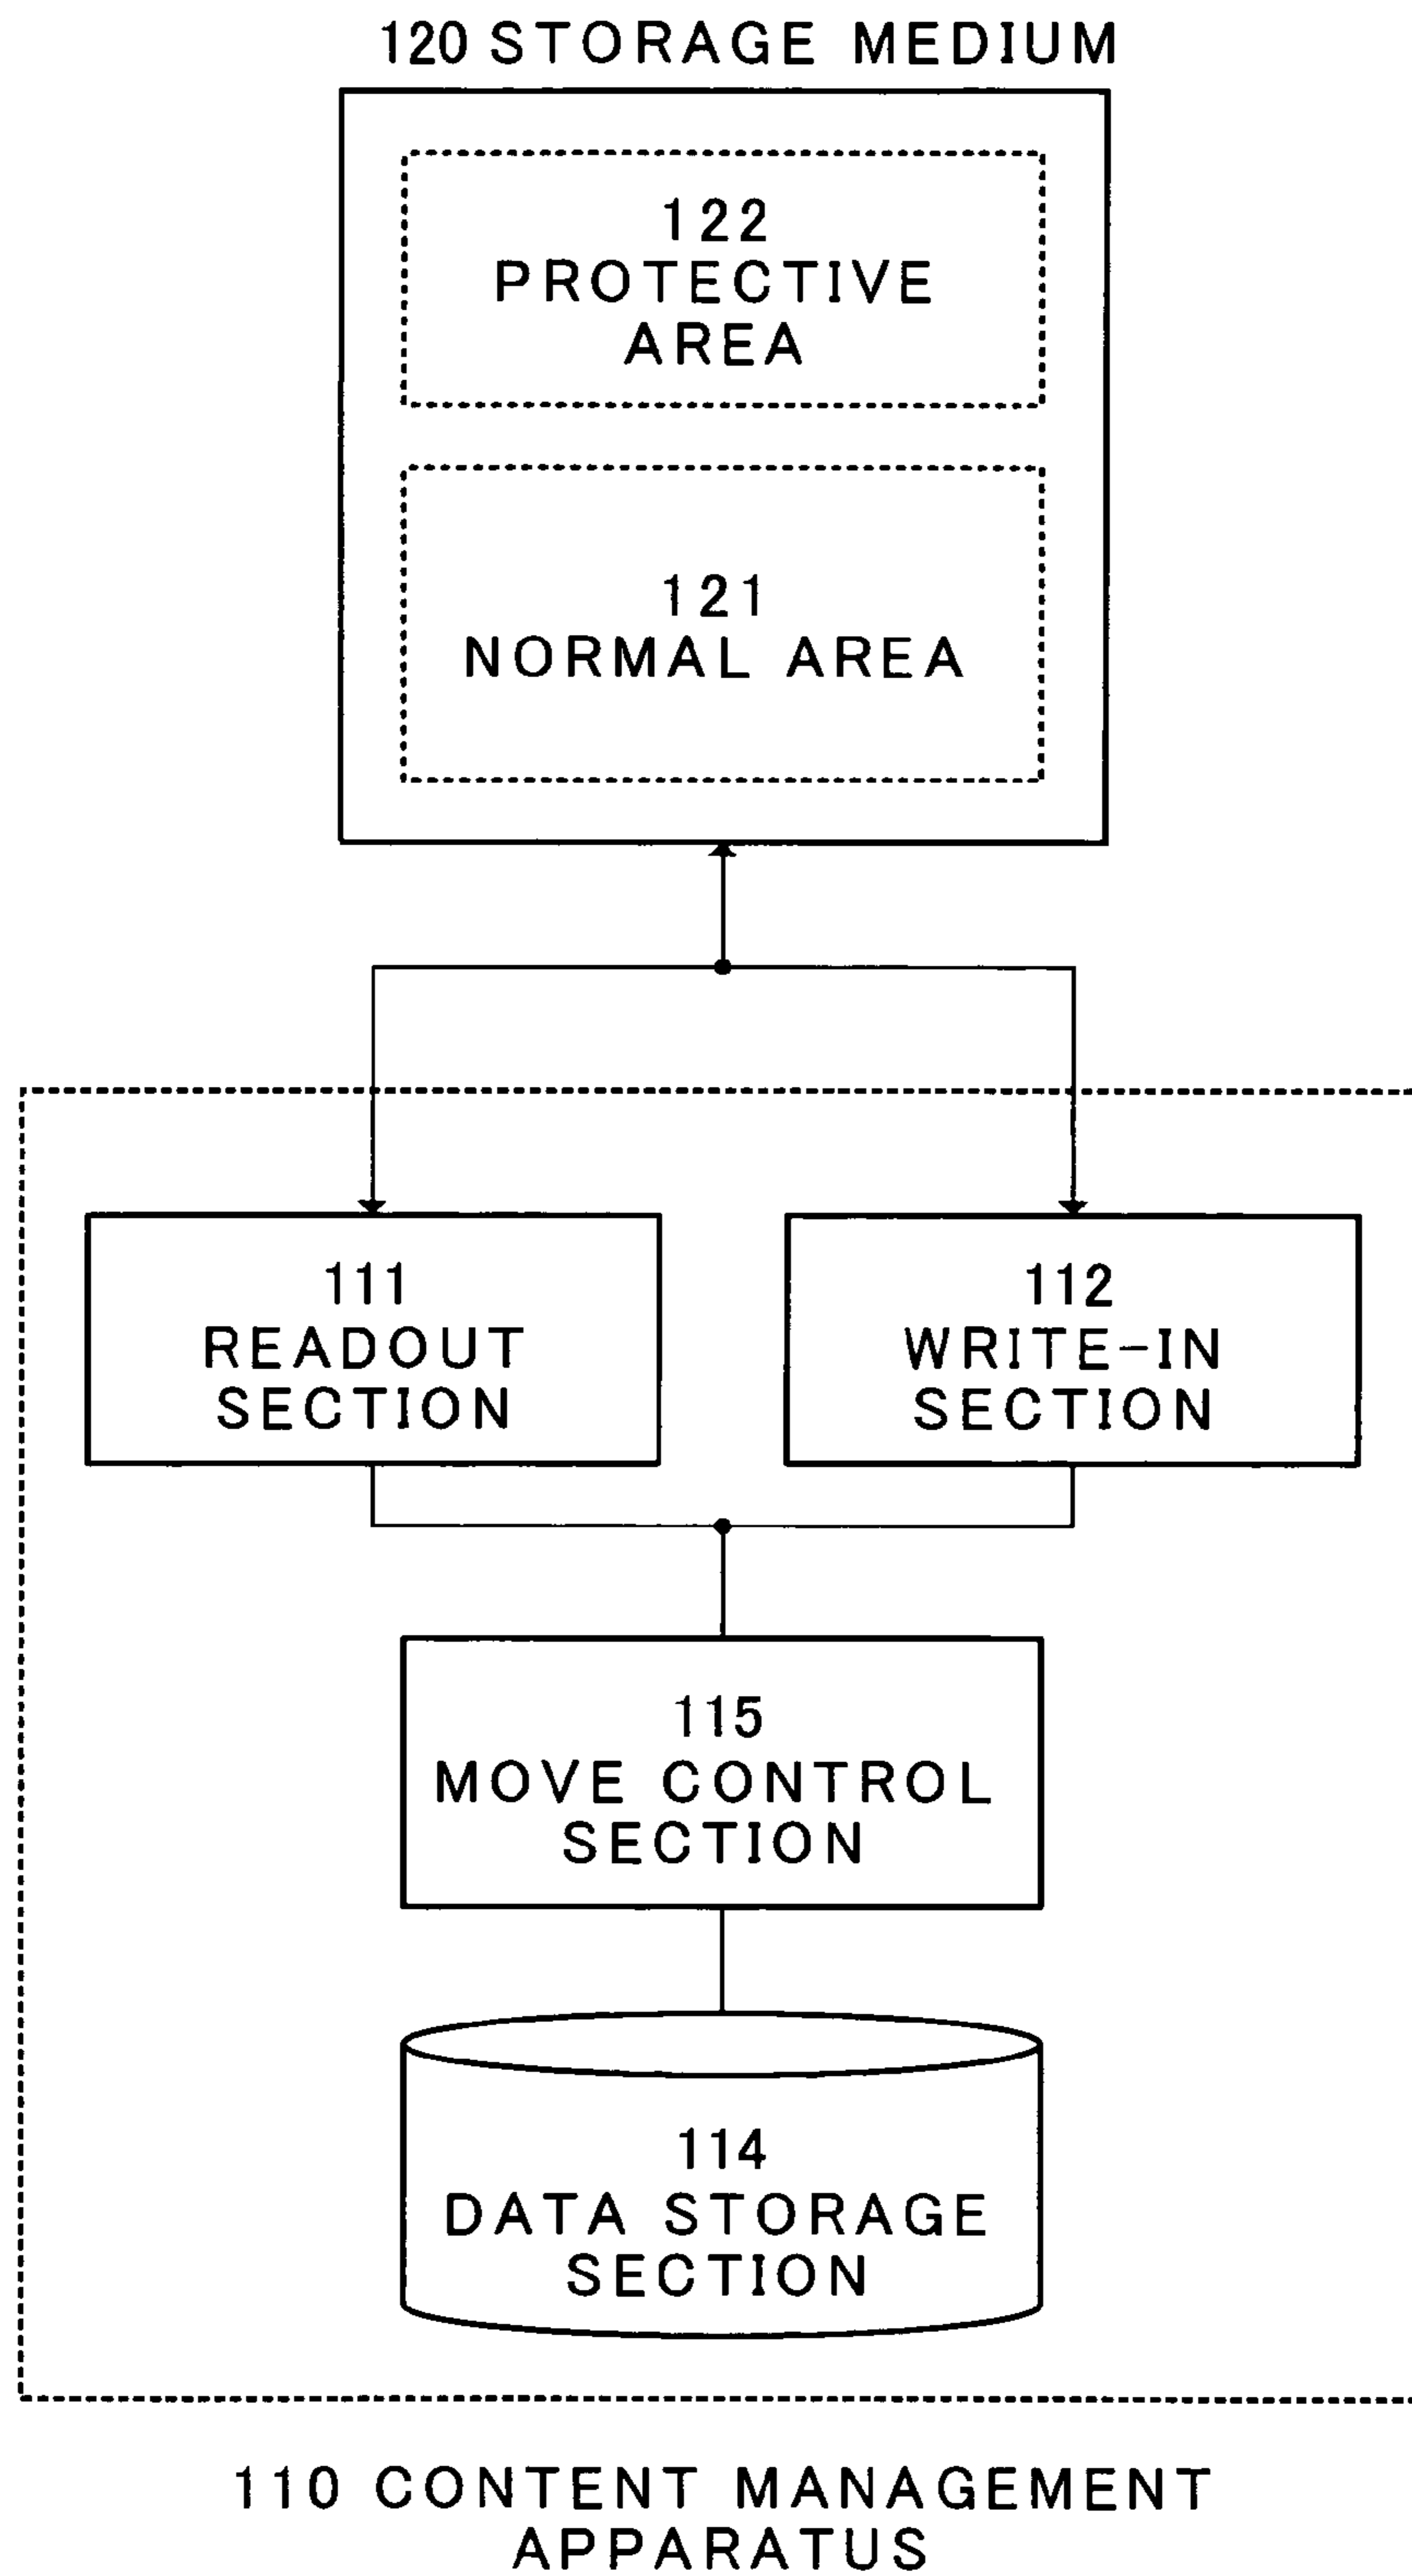 120 STORAGE MEDIUM
122
PROTECTIVE
AREA
121
NORMAL AREA
111
READOUT
SECTION
112
WRITE-IN
SECTION
115
MOVE CONTROL
SECTION
114
DATA STORAGE
SECTION
110 CONTENT MANAGEMENT
APPARATUS